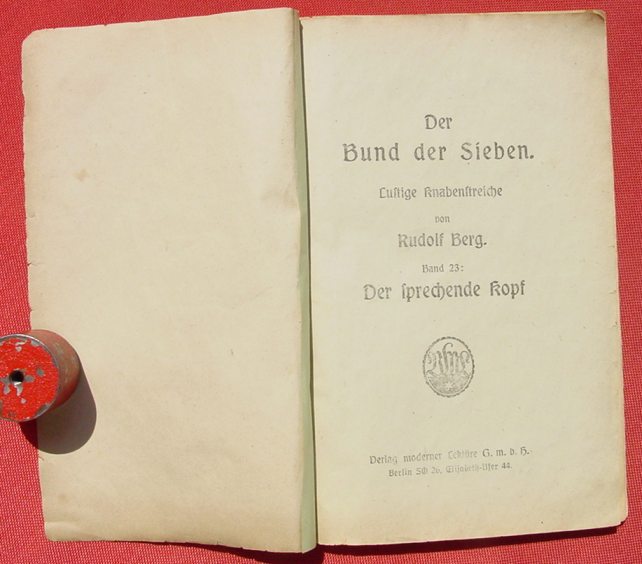 Der
Bund der Sieben.
Luſtige Knabenſtreiche
von
Rudolf Berg.
Band 23:
Der ſprechende Kopf
Verlag moderner Lektüre G. m. b. H.
Berlin SO 26, Eliſabeth-Ufer 44.